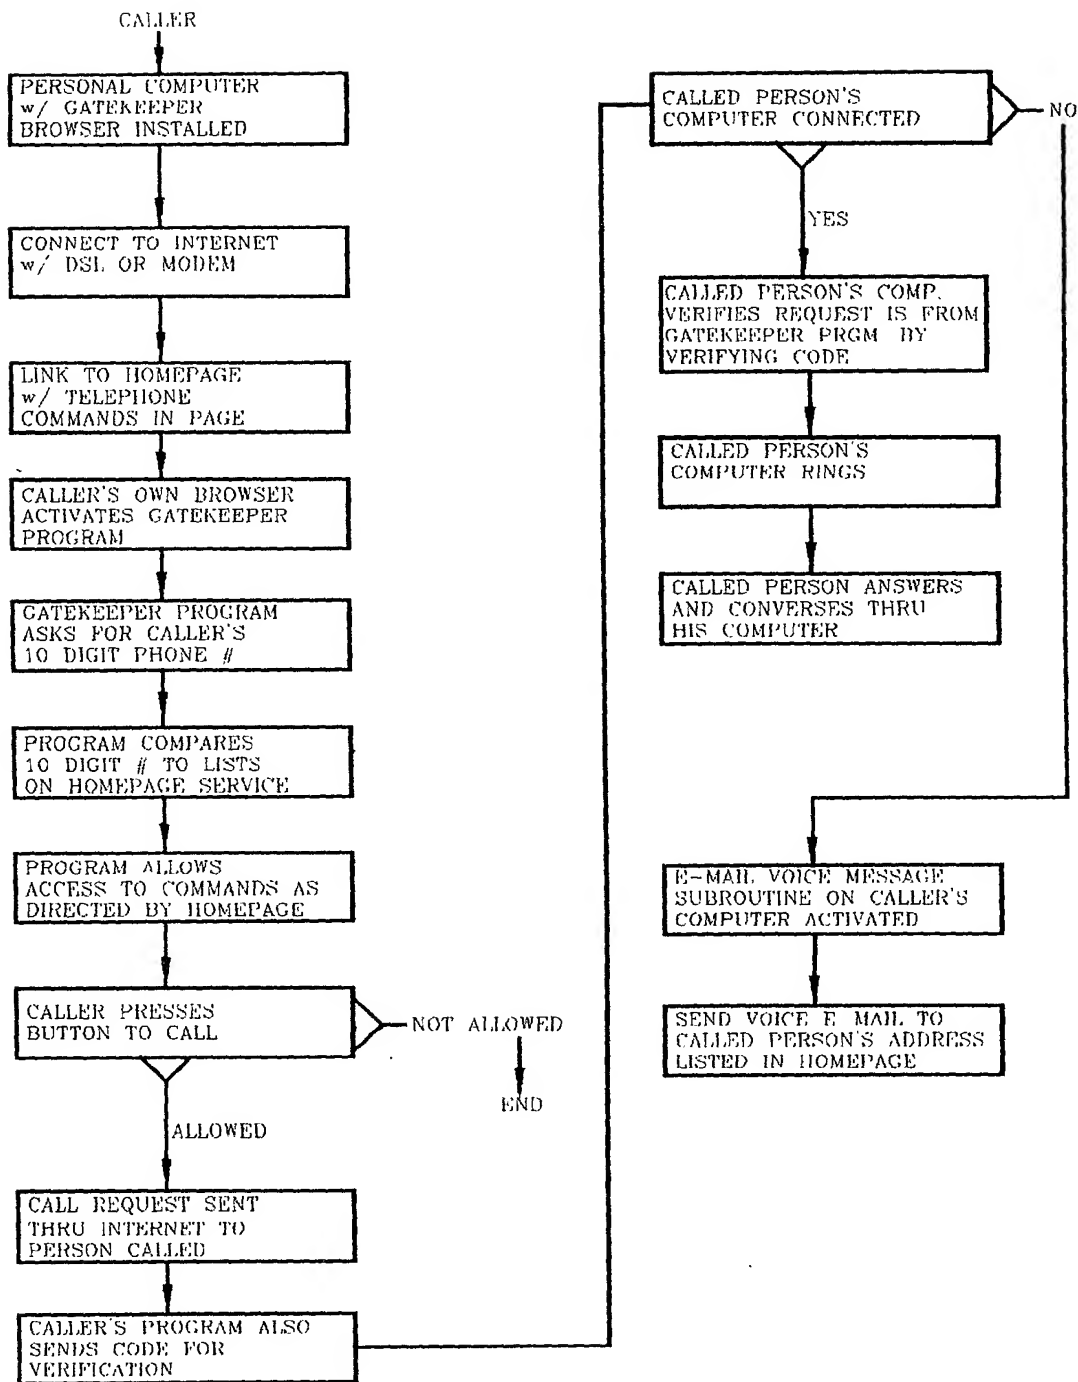 CALLER
PERSONAL COMPUTER
w/ GATEKEEPER
BROWSER INSTALLED
CONNECT TO INTERNET
w/ DSL OR MODEM
LINK TO HOMEPAGE
w/ TELEPHONE
COMMANDS IN PAGE
CALLER'S OWN BROWSER
ACTIVATES GATEKEEPER
PROGRAM
GATEKEEPER PROGRAM
ASKS FOR CALLER'S
10 DIGIT PHONE #
PROGRAM COMPARES
10 DIGIT # TO LISTS
ON HOMEPAGE SERVICE
PROGRAM ALLOWS
ACCESS TO COMMANDS AS
DIRECTED BY HOMEPAGE
CALLER PRESSES
BUTTON TO CALL
NOT ALLOWED
END
ALLOWED
CALL REQUEST SENT
THRU INTERNET TO
PERSON CALLED
CALLER'S PROGRAM ALSO
SENDS CODE FOR
VERIFICATION
CALLED PERSON'S
COMPUTER CONNECTED
NO
YES
CALLED PERSON'S COMP.
VERIFIES REQUEST IS FROM
GATEKEEPER PRGM BY
VERIFYING CODE
CALLED PERSON'S
COMPUTER RINGS
CALLED PERSON ANSWERS
AND CONVERSES THRU
HIS COMPUTER
E-MAIL VOICE MESSAGE
SUBROUTINE ON CALLER'S
COMPUTER ACTIVATED
SEND VOICE E MAIL TO
CALLED PERSON'S ADDRESS
LISTED IN HOMEPAGE